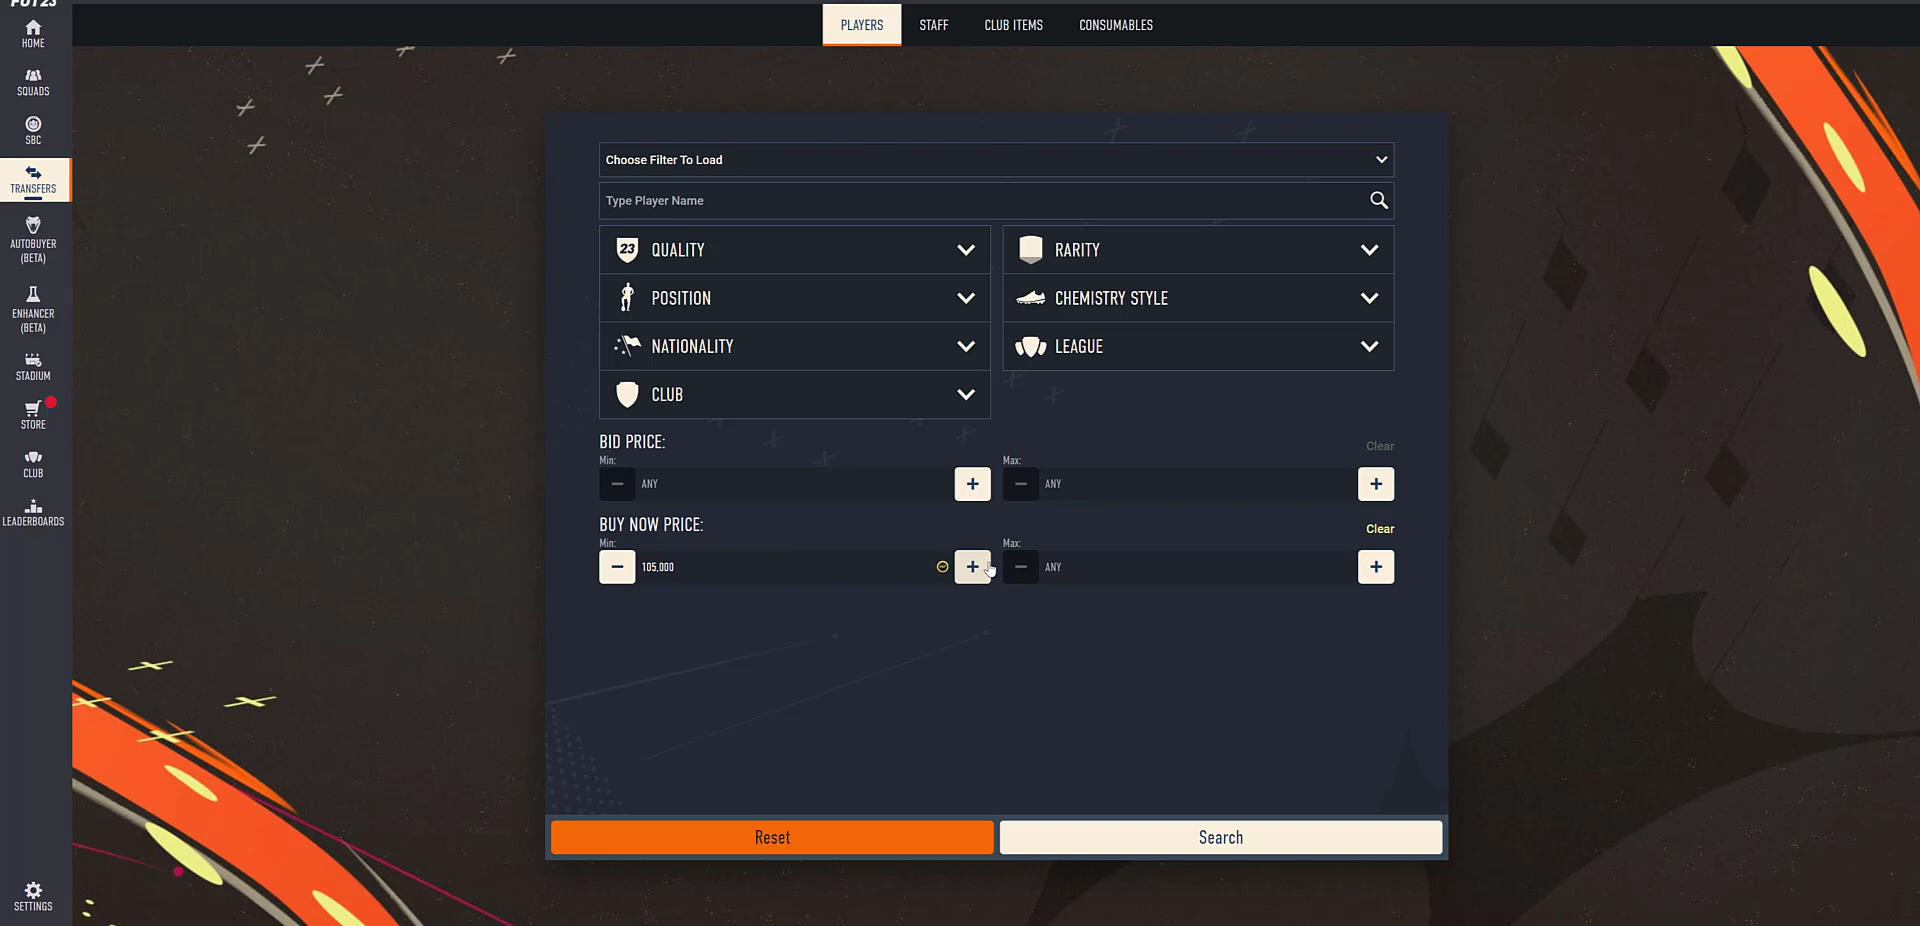 FUT23
HOME
SQUADS
SBC
TRANSFERS
AUTOBUYER
(BETA)
ENHANCER
(BETA)
STADIUM
STORE
CLUB
LEADERBOARDS
SETTINGS
PLAYERS STAFF CLUB ITEMS CONSUMABLES
Choose Filter To Load
Type Player Name
23 QUALITY RARITY
POSITION CHEMISTRY STYLE
NATIONALITY LEAGUE
CLUB
BID PRICE: Clear
Min: Max:
− ANY + − ANY +
BUY NOW PRICE: Clear
Min: Max:
− 105,000 + − ANY +
Reset Search